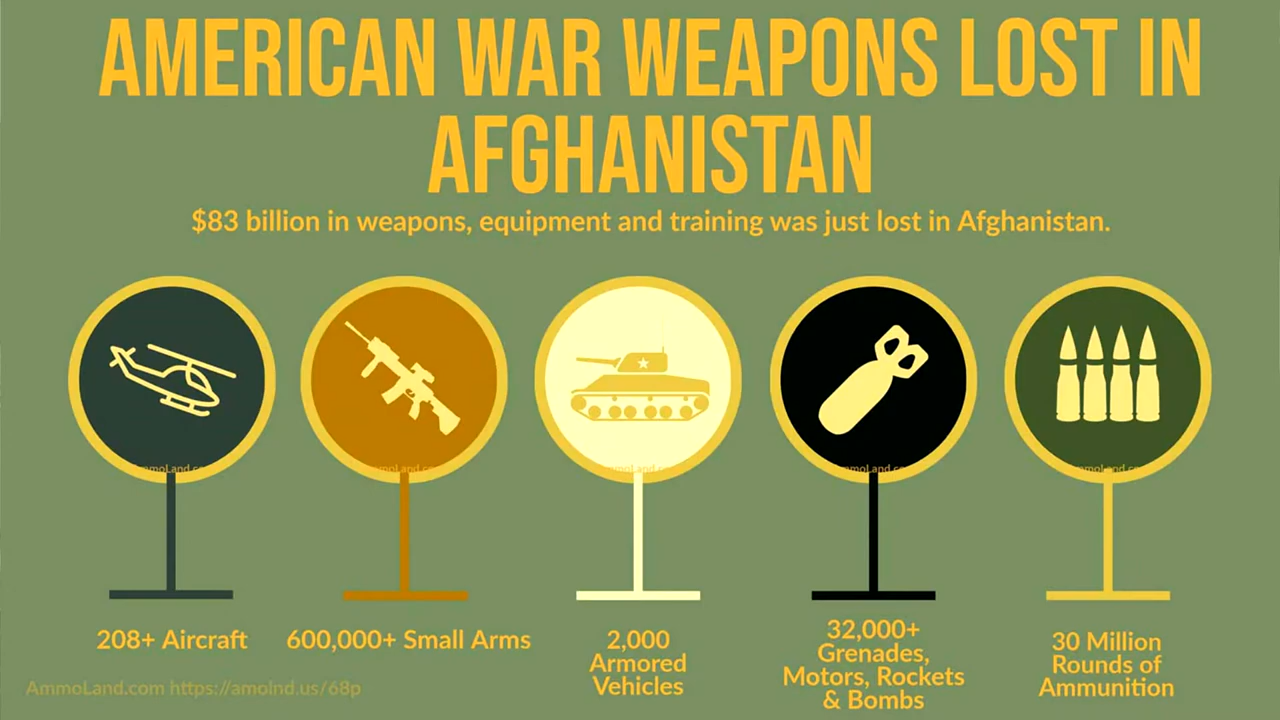 AMERICAN WAR WEAPONS LOST IN
AFGHANISTAN
$83 billion in weapons, equipment and training was just lost in Afghanistan.
208+ Aircraft
600,000+ Small Arms
2,000
Armored
Vehicles
32,000+
Grenades,
Motors, Rockets
& Bombs
30 Million
Rounds of
Ammunition
AmmoLand.com https://amolnd.us/68p